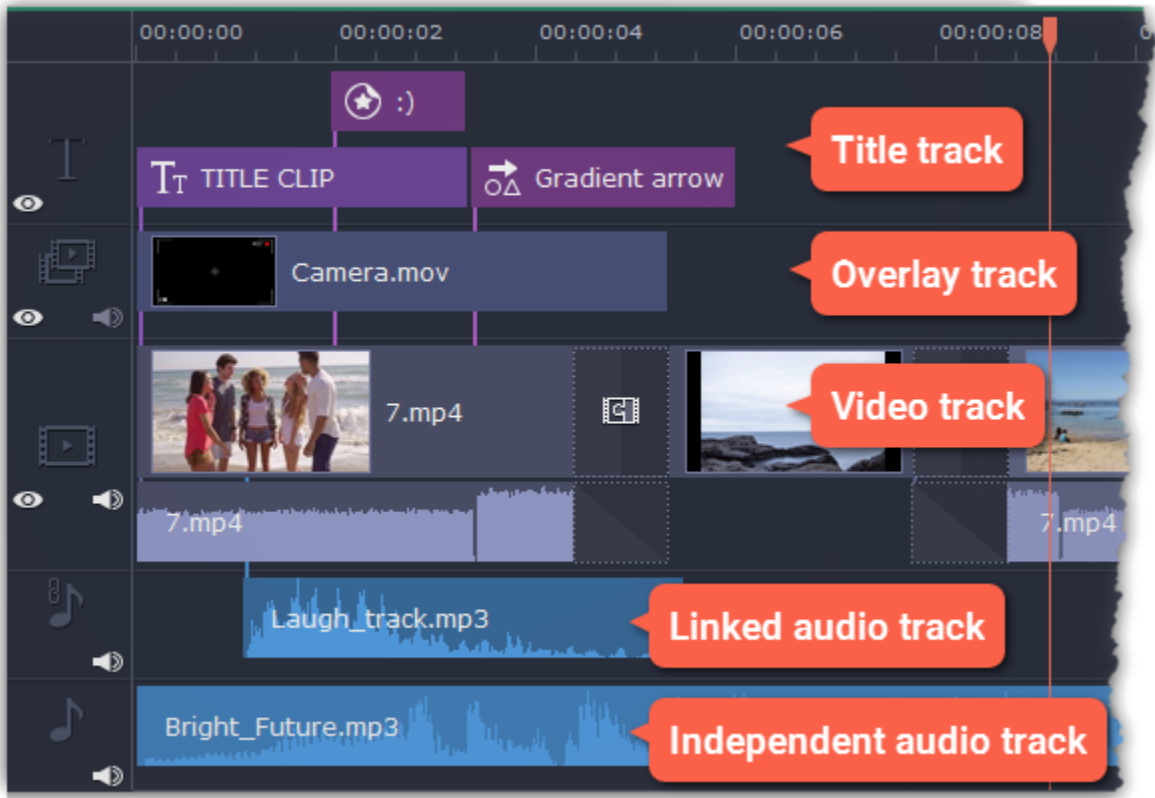 00:00:00 00:00:02 00:00:04 00:00:06 00:00:08
:)
Title track
TT TITLE CLIP
Gradient arrow
Overlay track
Camera.mov
Video track
7.mp4
7.mp4
7.mp4
Laugh_track.mp3
Linked audio track
Bright_Future.mp3
Independent audio track